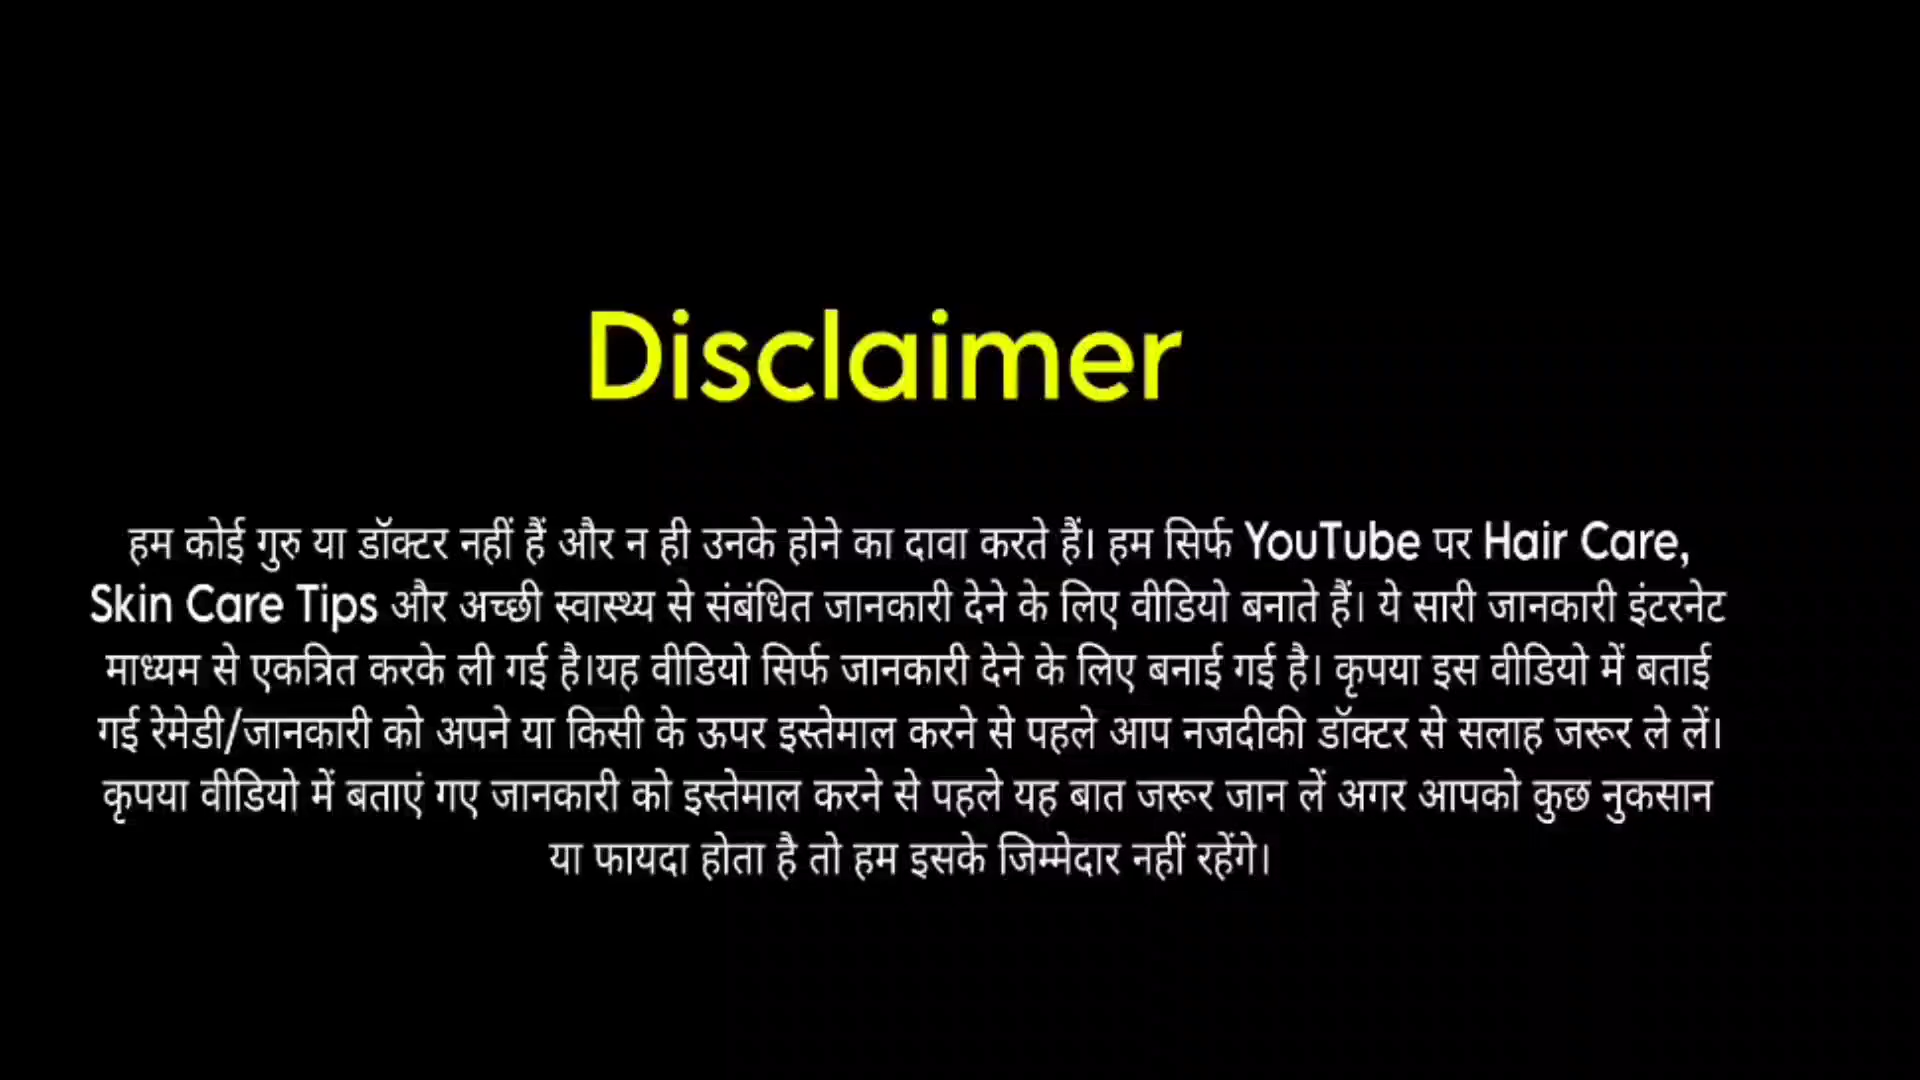 Disclaimer
हम कोई गुरु या डॉक्टर नहीं हैं और न ही उनके होने का दावा करते हैं। हम सिर्फ YouTube पर Hair Care,
Skin Care Tips और अच्छी स्वास्थ्य से संबंधित जानकारी देने के लिए वीडियो बनाते हैं। ये सारी जानकारी इंटरनेट
माध्यम से एकत्रित करके ली गई है।यह वीडियो सिर्फ जानकारी देने के लिए बनाई गई है। कृपया इस वीडियो में बताई
गई रेमेडी/जानकारी को अपने या किसी के ऊपर इस्तेमाल करने से पहले आप नजदीकी डॉक्टर से सलाह जरूर ले लें।
कृपया वीडियो में बताएं गए जानकारी को इस्तेमाल करने से पहले यह बात जरूर जान लें अगर आपको कुछ नुकसान
या फायदा होता है तो हम इसके जिम्मेदार नहीं रहेंगे।